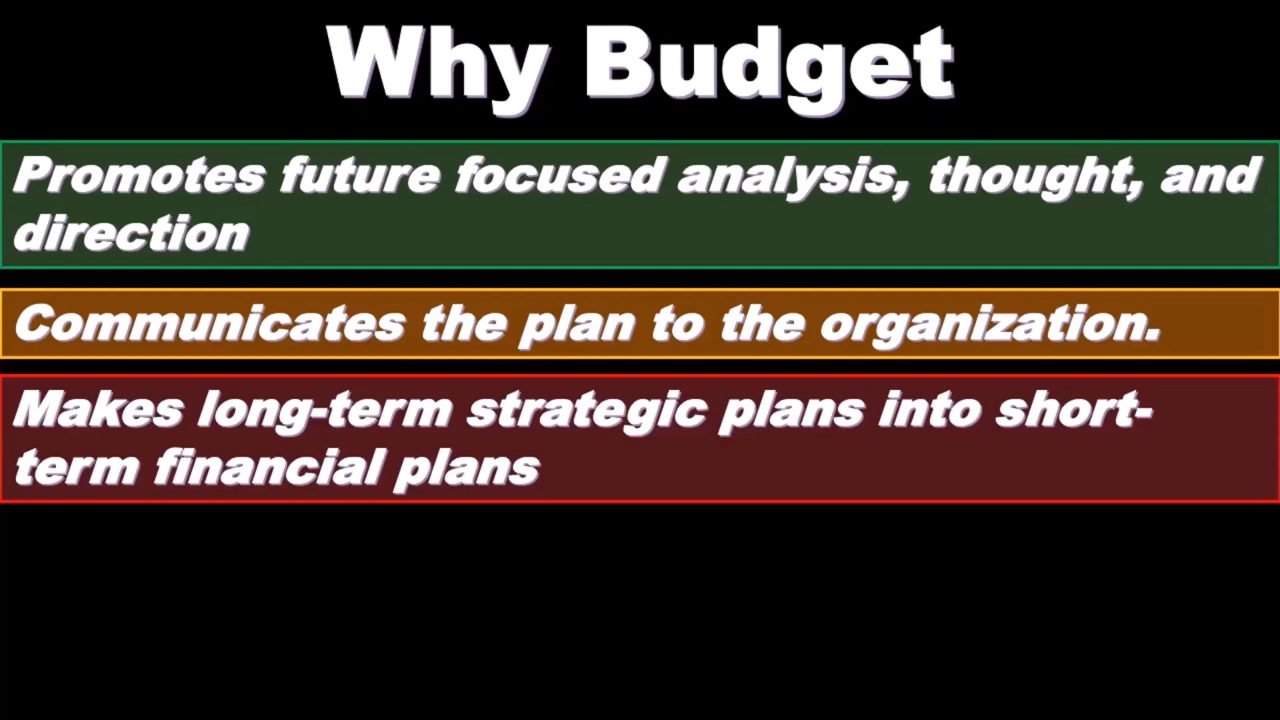 Why Budget
Promotes future focused analysis, thought, and
direction
Communicates the plan to the organization.
Makes long-term strategic plans into short-
term financial plans